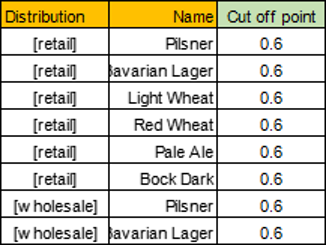 Distribution Name Cut off point
[retail] Pilsner 0.6
[retail] Bavarian Lager 0.6
[retail] Light Wheat 0.6
[retail] Red Wheat 0.6
[retail] Pale Ale 0.6
[retail] Bock Dark 0.6
[wholesale] Pilsner 0.6
[wholesale] Bavarian Lager 0.6